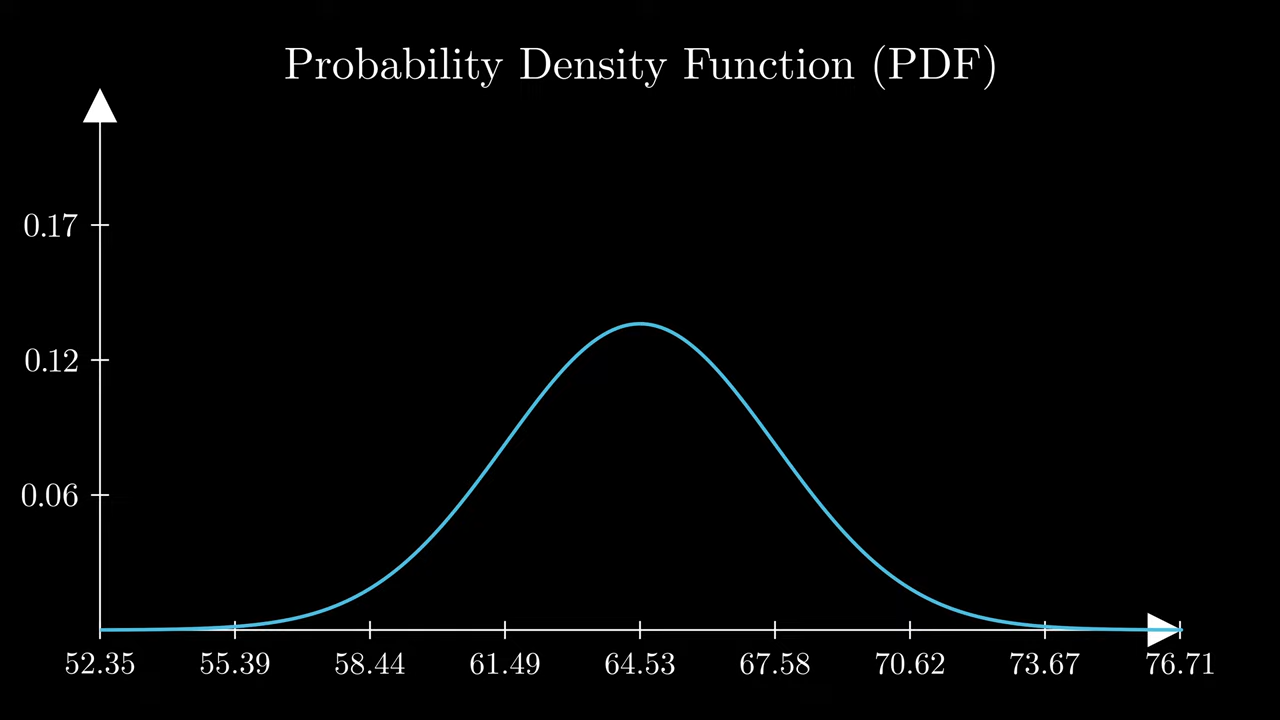 Probability Density Function (PDF)
0.17
0.12
0.06
52.35 55.39 58.44 61.49 64.53 67.58 70.62 73.67 76.71